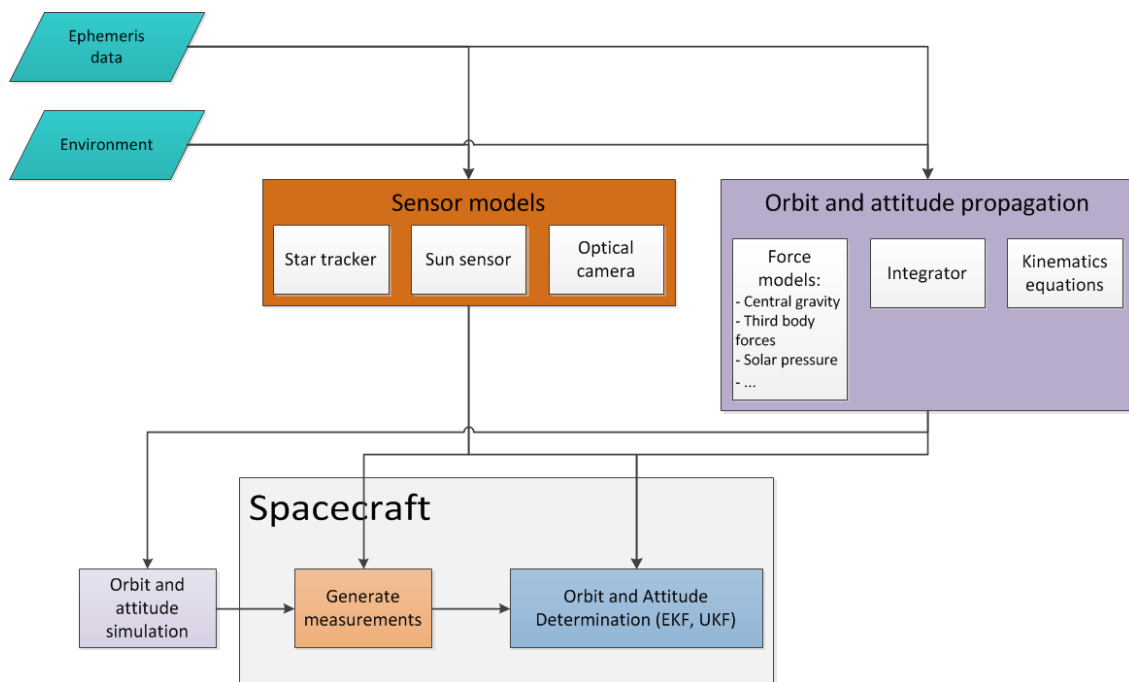 Ephemeris
data
Environment
Sensor models
Star tracker
Sun sensor
Optical
camera
Orbit and attitude propagation
Force
models:
- Central gravity
- Third body
forces
- Solar pressure
- ...
Integrator
Kinematics
equations
Spacecraft
Orbit and
attitude
simulation
Generate
measurements
Orbit and Attitude
Determination (EKF, UKF)